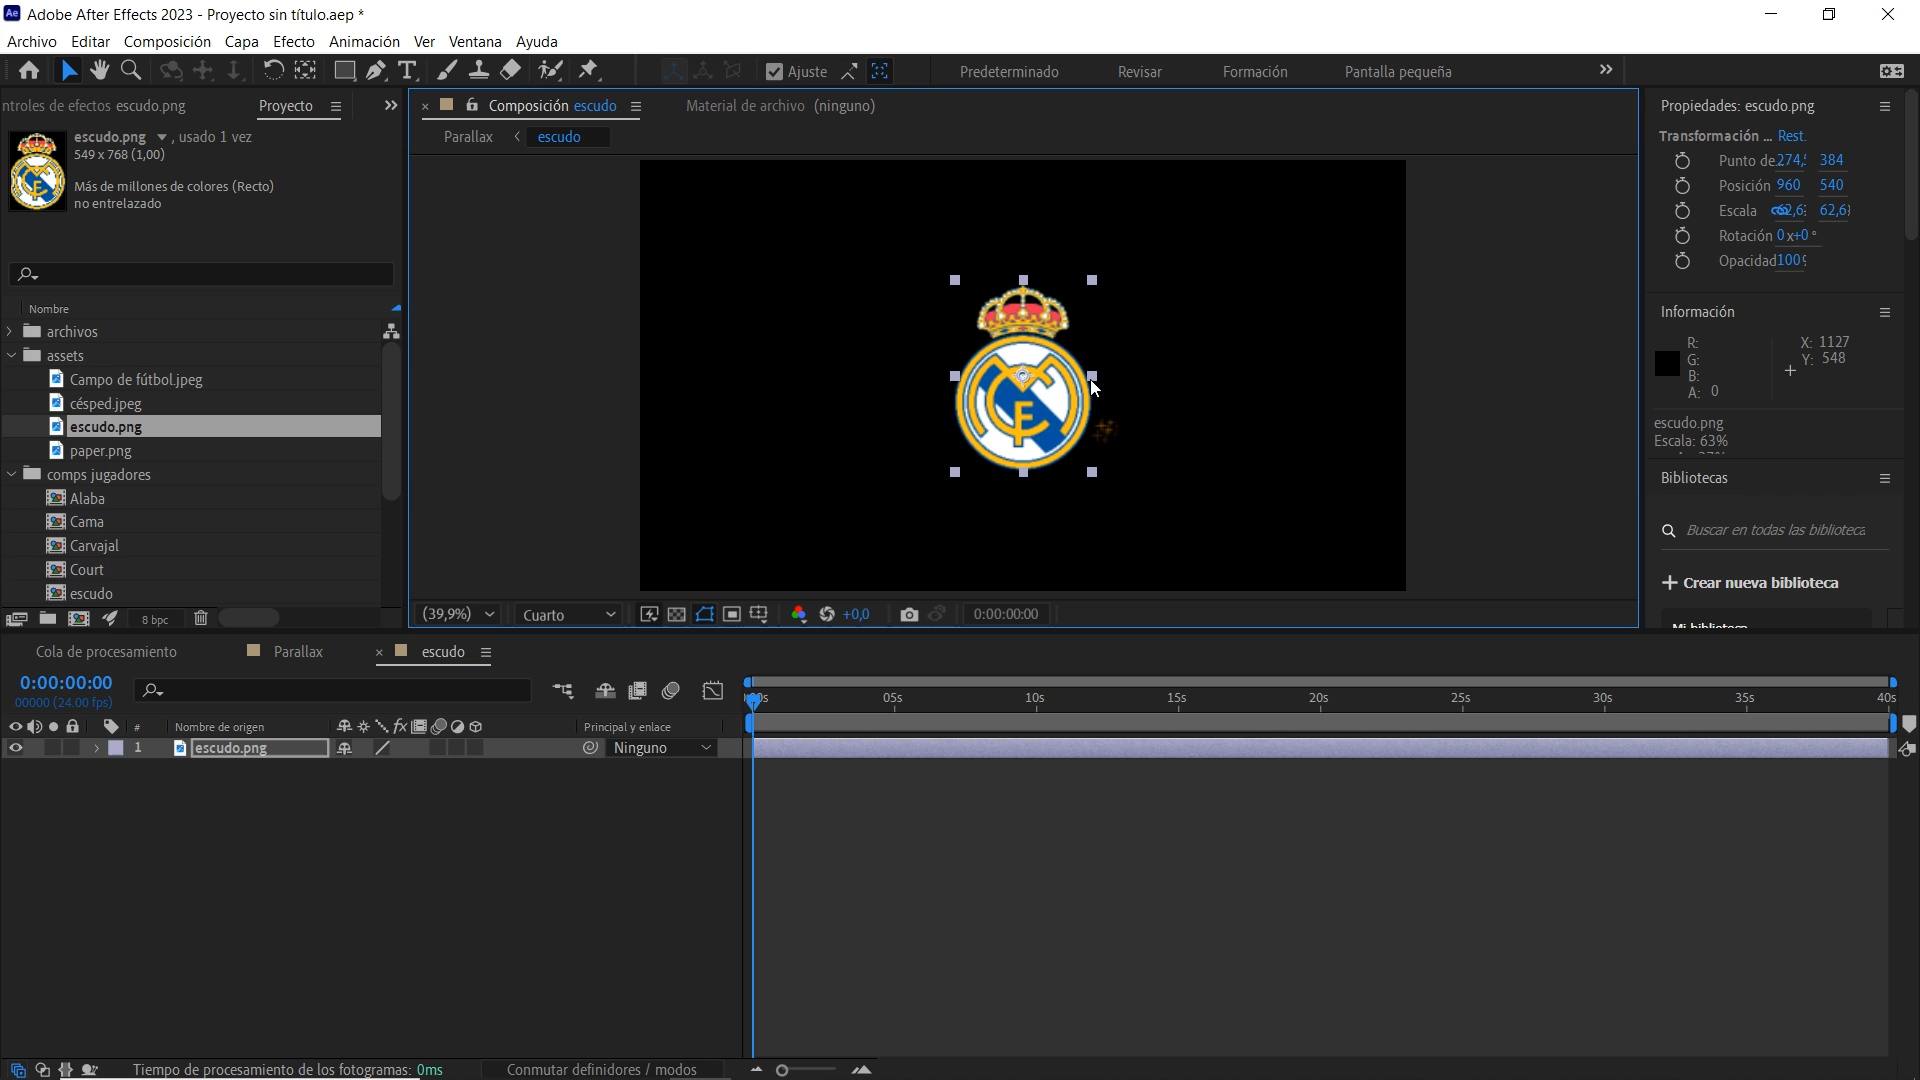 Adobe After Effects 2023 - Proyecto sin título.aep *
Archivo Editar Composición Capa Efecto Animación Ver Ventana Ayuda
Ajuste Predeterminado Revisar Formación Pantalla pequeña
ntroles de efectos escudo.png Proyecto
Composición escudo Material de archivo (ninguno)
Propiedades: escudo.png
escudo.png , usado 1 vez
549 x 768 (1,00)
Más de millones de colores (Recto)
no entrelazado
Parallax escudo
Transformación ... Rest.
Punto de 274, 384
Posición 960 540
Escala 62,6 62,6
Rotación 0 x+0 °
Opacidad 100
Nombre
archivos
assets
Campo de fútbol.jpeg
césped.jpeg
escudo.png
paper.png
comps jugadores
Alaba
Cama
Carvajal
Court
escudo
8 bpc
Información
R: X: 1127
G: Y: 548
B:
A: 0
escudo.png
Escala: 63%
Bibliotecas
Buscar en todas las biblioteca
Crear nueva biblioteca
(39,9%) Cuarto +0,0 0:00:00:00
Cola de procesamiento Parallax escudo
0:00:00:00
00000 (24.00 fps)
05s 10s 15s 20s 25s 30s 35s 40s
# Nombre de origen fx Principal y enlace
1 escudo.png Ninguno
Tiempo de procesamiento de los fotogramas: 0ms Conmutar definidores / modos